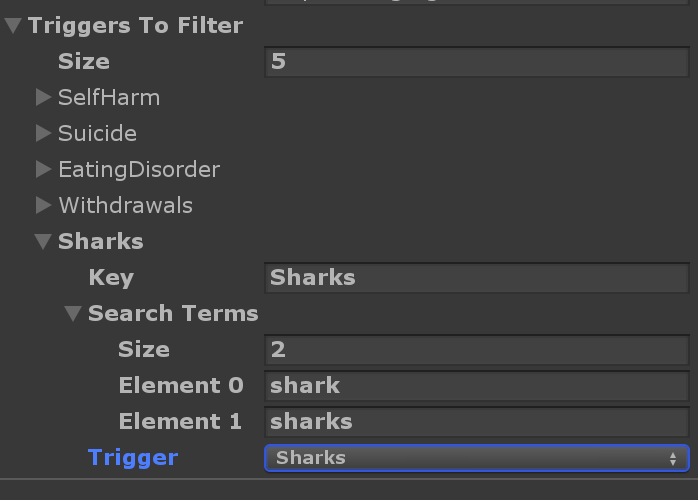 Triggers To Filter
Size 5
SelfHarm
Suicide
EatingDisorder
Withdrawals
Sharks
Key Sharks
Search Terms
Size 2
Element 0 shark
Element 1 sharks
Trigger Sharks